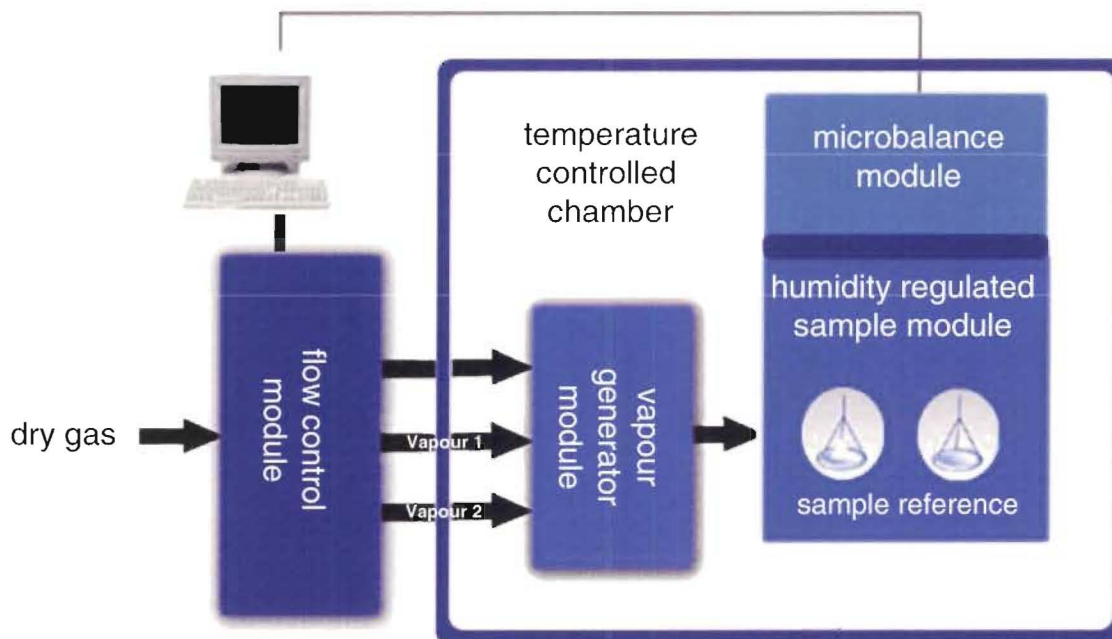 temperature
controlled
chamber
microbalance
module
humidity regulated
sample module
sample reference
dry gas
flow control
module
Vapour 1
Vapour 2
vapour
generator
module